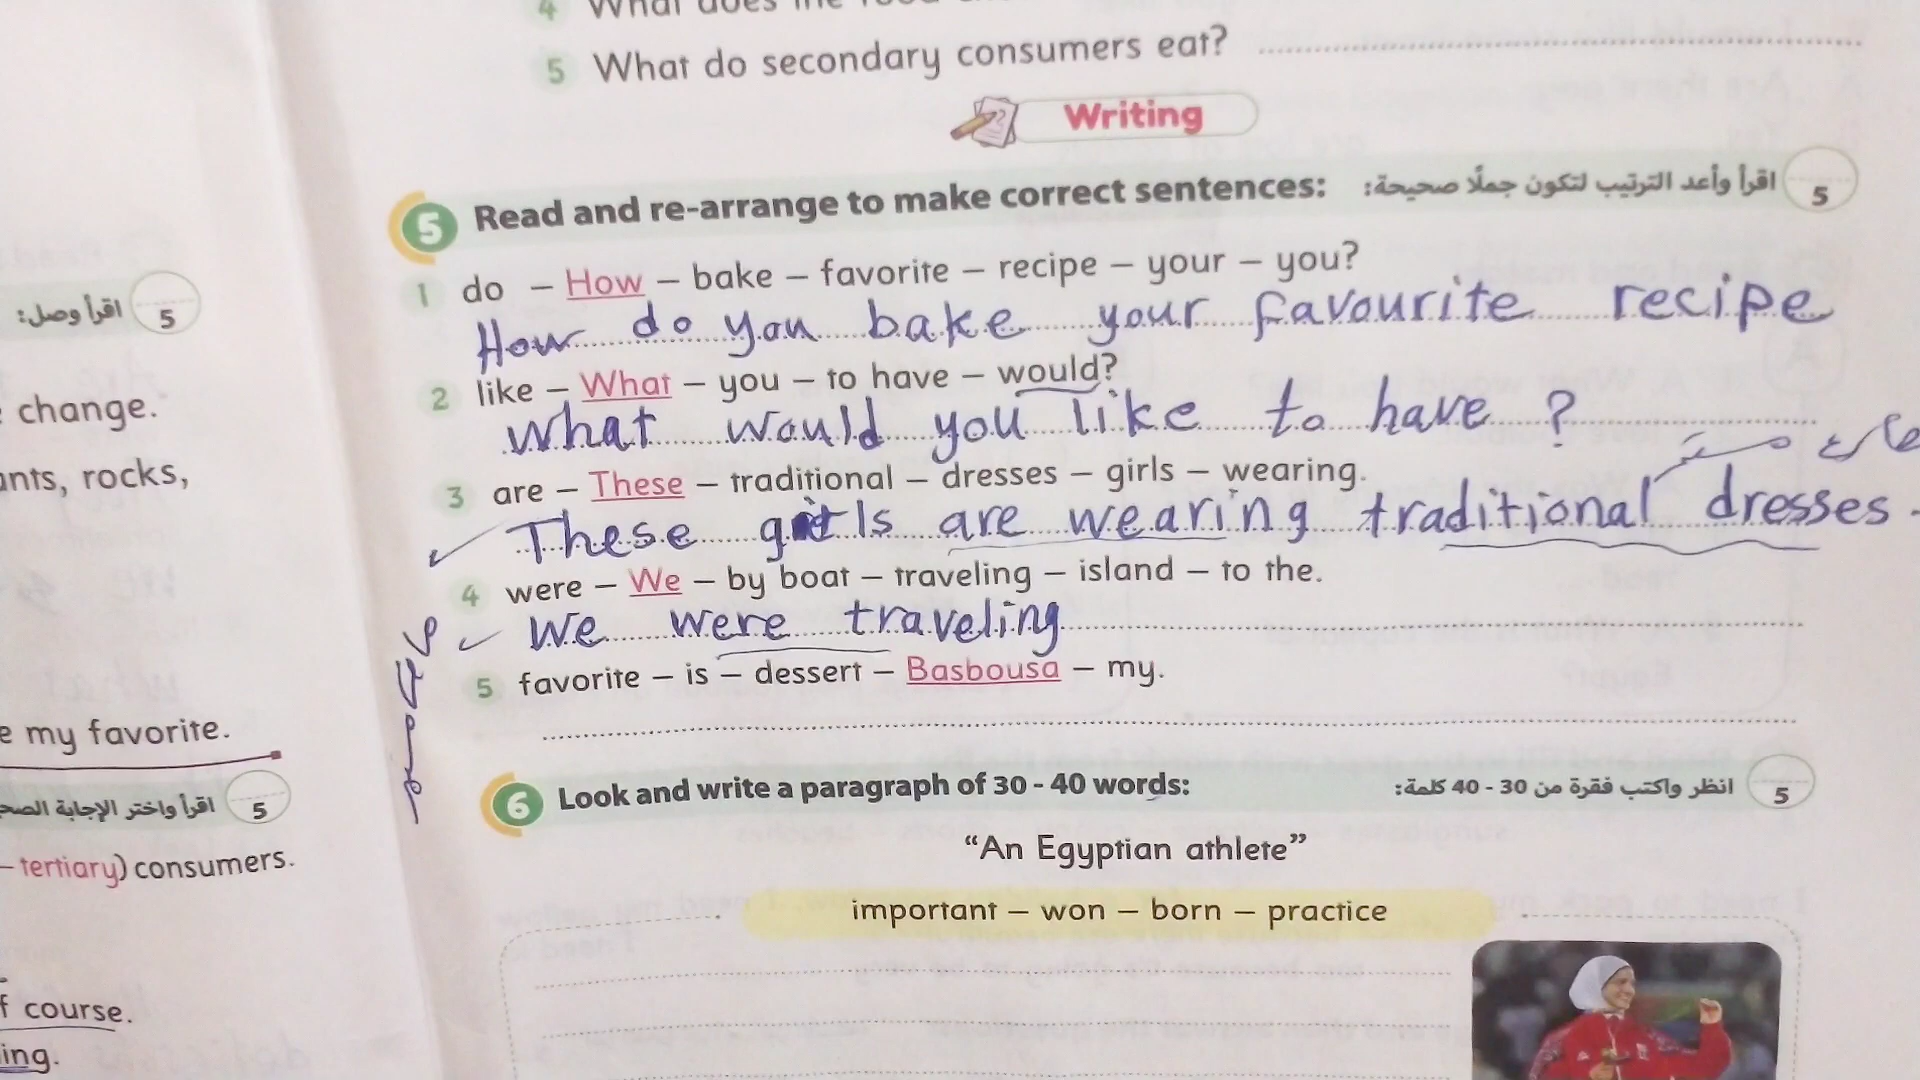 4 What does the
5 What do secondary consumers eat?
Writing
5 Read and re-arrange to make correct sentences: اقرأ وأعد الترتيب لتكون جملًا صحيحة: 5
1 do – How – bake – favorite – recipe – your – you?
How do you bake your favourite recipe
2 like – What – you – to have – would?
What would you like to have ?
3 are – These – traditional – dresses – girls – wearing.
These girls are wearing traditional dresses.
4 were – We – by boat – traveling – island – to the.
We were traveling
5 favorite – is – dessert – Basbousa – my.
6 Look and write a paragraph of 30 - 40 words: انظر واكتب فقرة من 30 - 40 كلمة: 5
“An Egyptian athlete”
important – won – born – practice
اقرأ وصل: 5
change.
ants, rocks,
e my favorite.
اقرأ واختر الإجابة الصح 5
– tertiary) consumers.
f course.
ing.